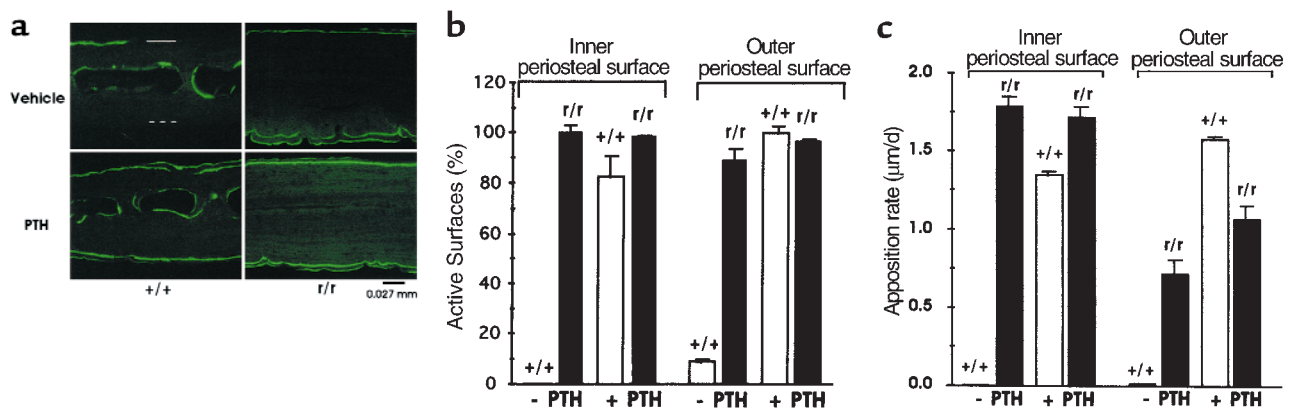 a
Vehicle
PTH
+/+ r/r
0.027 mm
b
Inner periosteal surface
Outer periosteal surface
Active Surfaces (%)
120
100
80
60
40
20
0
+/+ r/r +/+ r/r +/+ r/r +/+ r/r
- PTH + PTH - PTH + PTH
c
Inner periosteal surface
Outer periosteal surface
Apposition rate (µm/d)
2.0
1.5
1.0
0.5
0.0
+/+ r/r +/+ r/r +/+ r/r +/+ r/r
- PTH + PTH - PTH + PTH